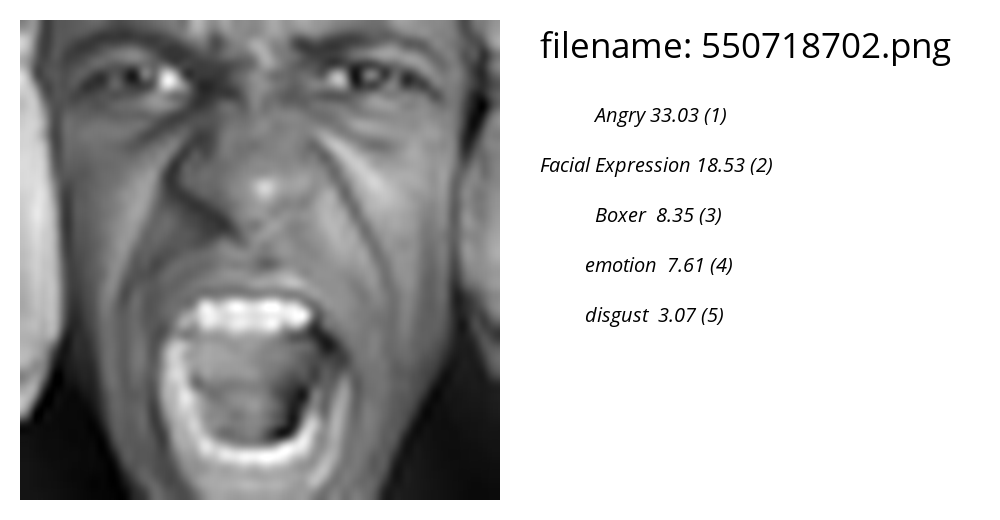 filename: 550718702.png
Angry 33.03 (1)
Facial Expression 18.53 (2)
Boxer 8.35 (3)
emotion 7.61 (4)
disgust 3.07 (5)